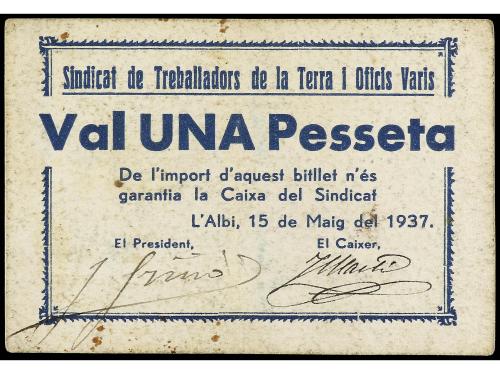 Sindicat de Treballadors de la Terra i Oficis Varis
Val UNA Pesseta
De l'import d'aquest bitllet n'és
garantia la Caixa del Sindicat
L'Albi, 15 de Maig del 1937.
El President, El Caixer,